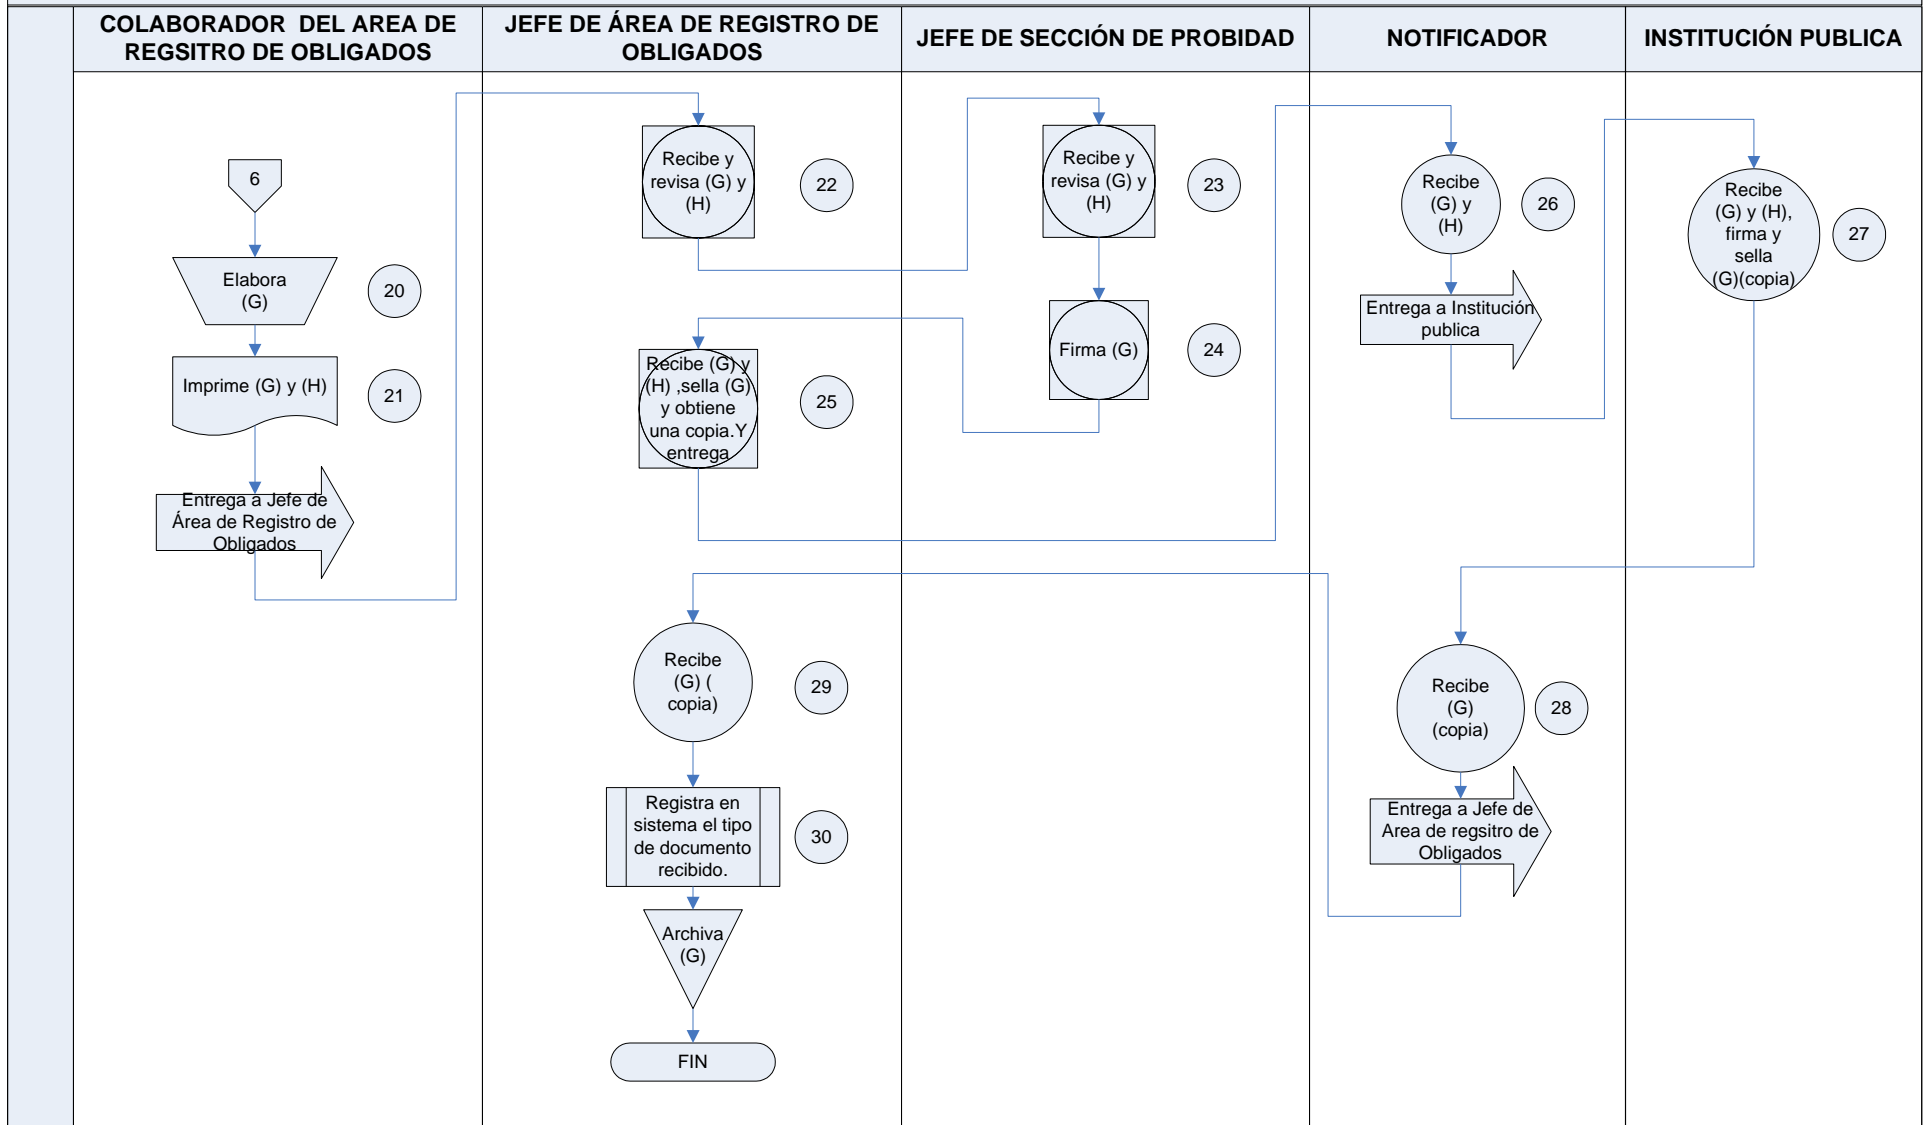 COLABORADOR  DEL AREA DE
REGSITRO DE OBLIGADOS
JEFE DE ÁREA DE REGISTRO DE
OBLIGADOS
JEFE DE SECCIÓN DE PROBIDAD
NOTIFICADOR
INSTITUCIÓN PUBLICA
6
Elabora
(G)
20
Imprime (G) y (H)
21
Entrega a Jefe de
Área de Registro de
Obligados
Recibe y
revisa (G) y
(H)
22
Recibe (G) y
(H) ,sella (G)
y obtiene
una copia.Y
entrega
25
Recibe
(G) (
copia)
29
Registra en
sistema el tipo
de documento
recibido.
30
Archiva
(G)
FIN
Recibe y
revisa (G) y
(H)
23
Firma (G)
24
Recibe
(G) y
(H)
26
Entrega a Institución
publica
Recibe
(G)
(copia)
28
Entrega a Jefe de
Area de regsitro de
Obligados
Recibe
(G) y (H),
firma y
sella
(G)(copia)
27